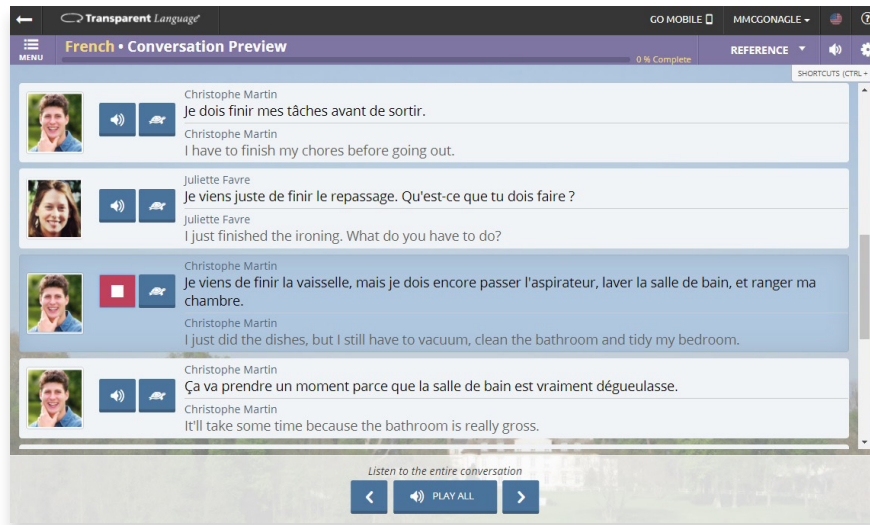 Transparent Language
GO MOBILE
MMCGONAGLE
MENU
French • Conversation Preview
0 % Complete
REFERENCE
SHORTCUTS (CTRL +
Christophe Martin
Je dois finir mes tâches avant de sortir.
Christophe Martin
I have to finish my chores before going out.
Juliette Favre
Je viens juste de finir le repassage. Qu'est-ce que tu dois faire ?
Juliette Favre
I just finished the ironing. What do you have to do?
Christophe Martin
Je viens de finir la vaisselle, mais je dois encore passer l'aspirateur, laver la salle de bain, et ranger ma
chambre.
Christophe Martin
I just did the dishes, but I still have to vacuum, clean the bathroom and tidy my bedroom.
Christophe Martin
Ça va prendre un moment parce que la salle de bain est vraiment dégueulasse.
Christophe Martin
It'll take some time because the bathroom is really gross.
Listen to the entire conversation
PLAY ALL